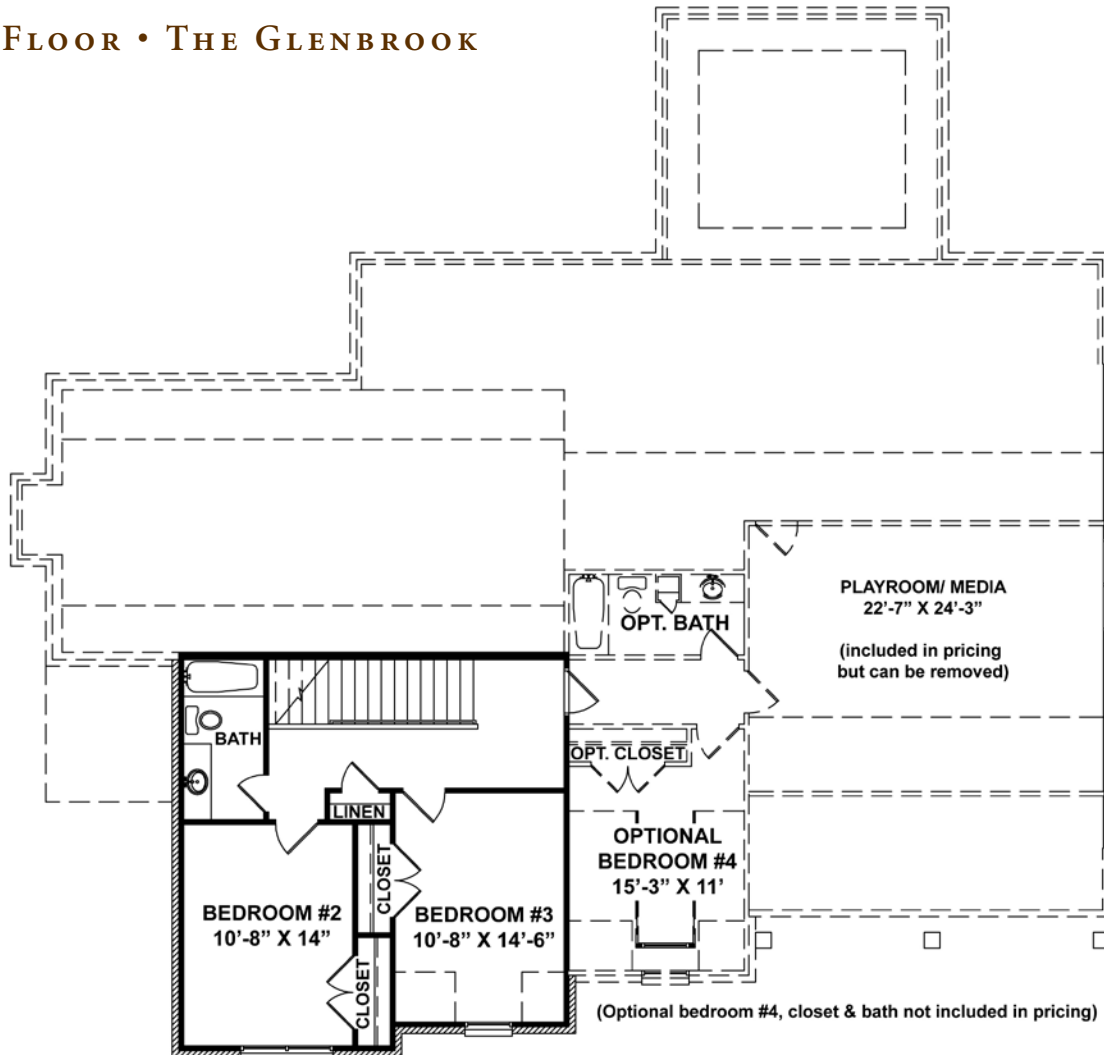 FLOOR • THE GLENBROOK
PLAYROOM/ MEDIA
22'-7" X 24'-3"
(included in pricing
but can be removed)
OPT. BATH
BATH
OPT. CLOSET
LINEN
OPTIONAL
BEDROOM #4
15'-3" X 11'
CLOSET
BEDROOM #2
10'-8" X 14"
BEDROOM #3
10'-8" X 14'-6"
CLOSET
(Optional bedroom #4, closet & bath not included in pricing)